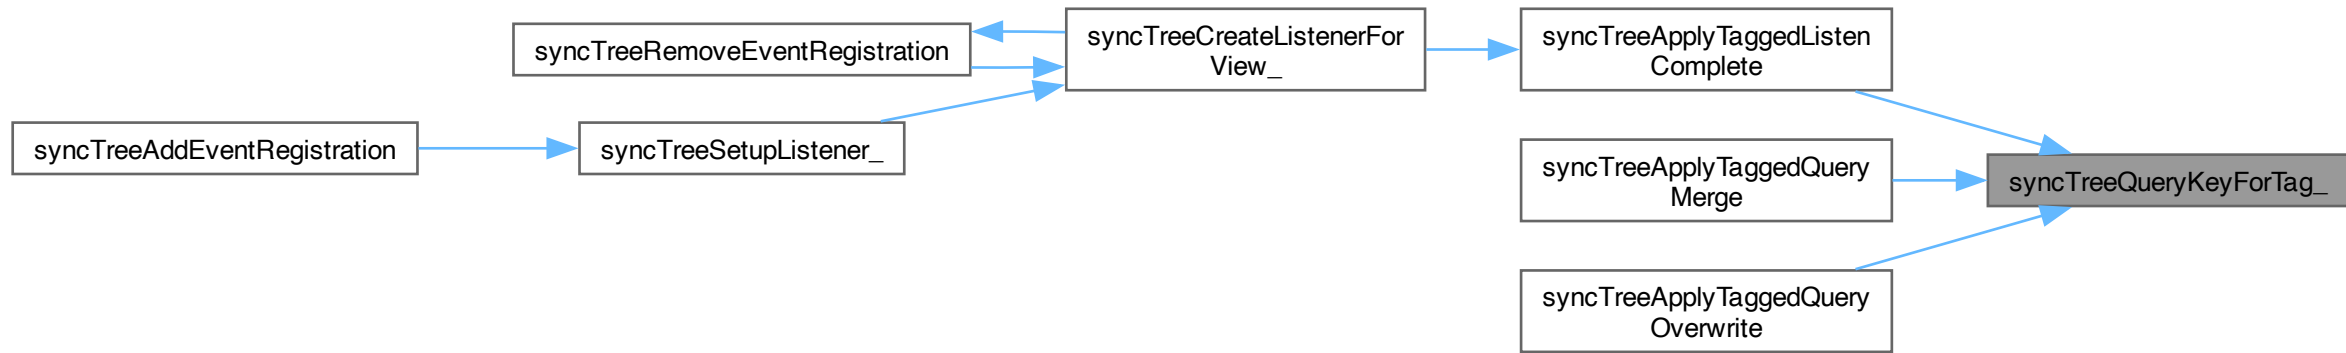 syncTreeRemoveEventRegistration
syncTreeCreateListenerFor
View_
syncTreeApplyTaggedListen
Complete
syncTreeAddEventRegistration
syncTreeSetupListener_
syncTreeApplyTaggedQuery
Merge
syncTreeQueryKeyForTag_
syncTreeApplyTaggedQuery
Overwrite